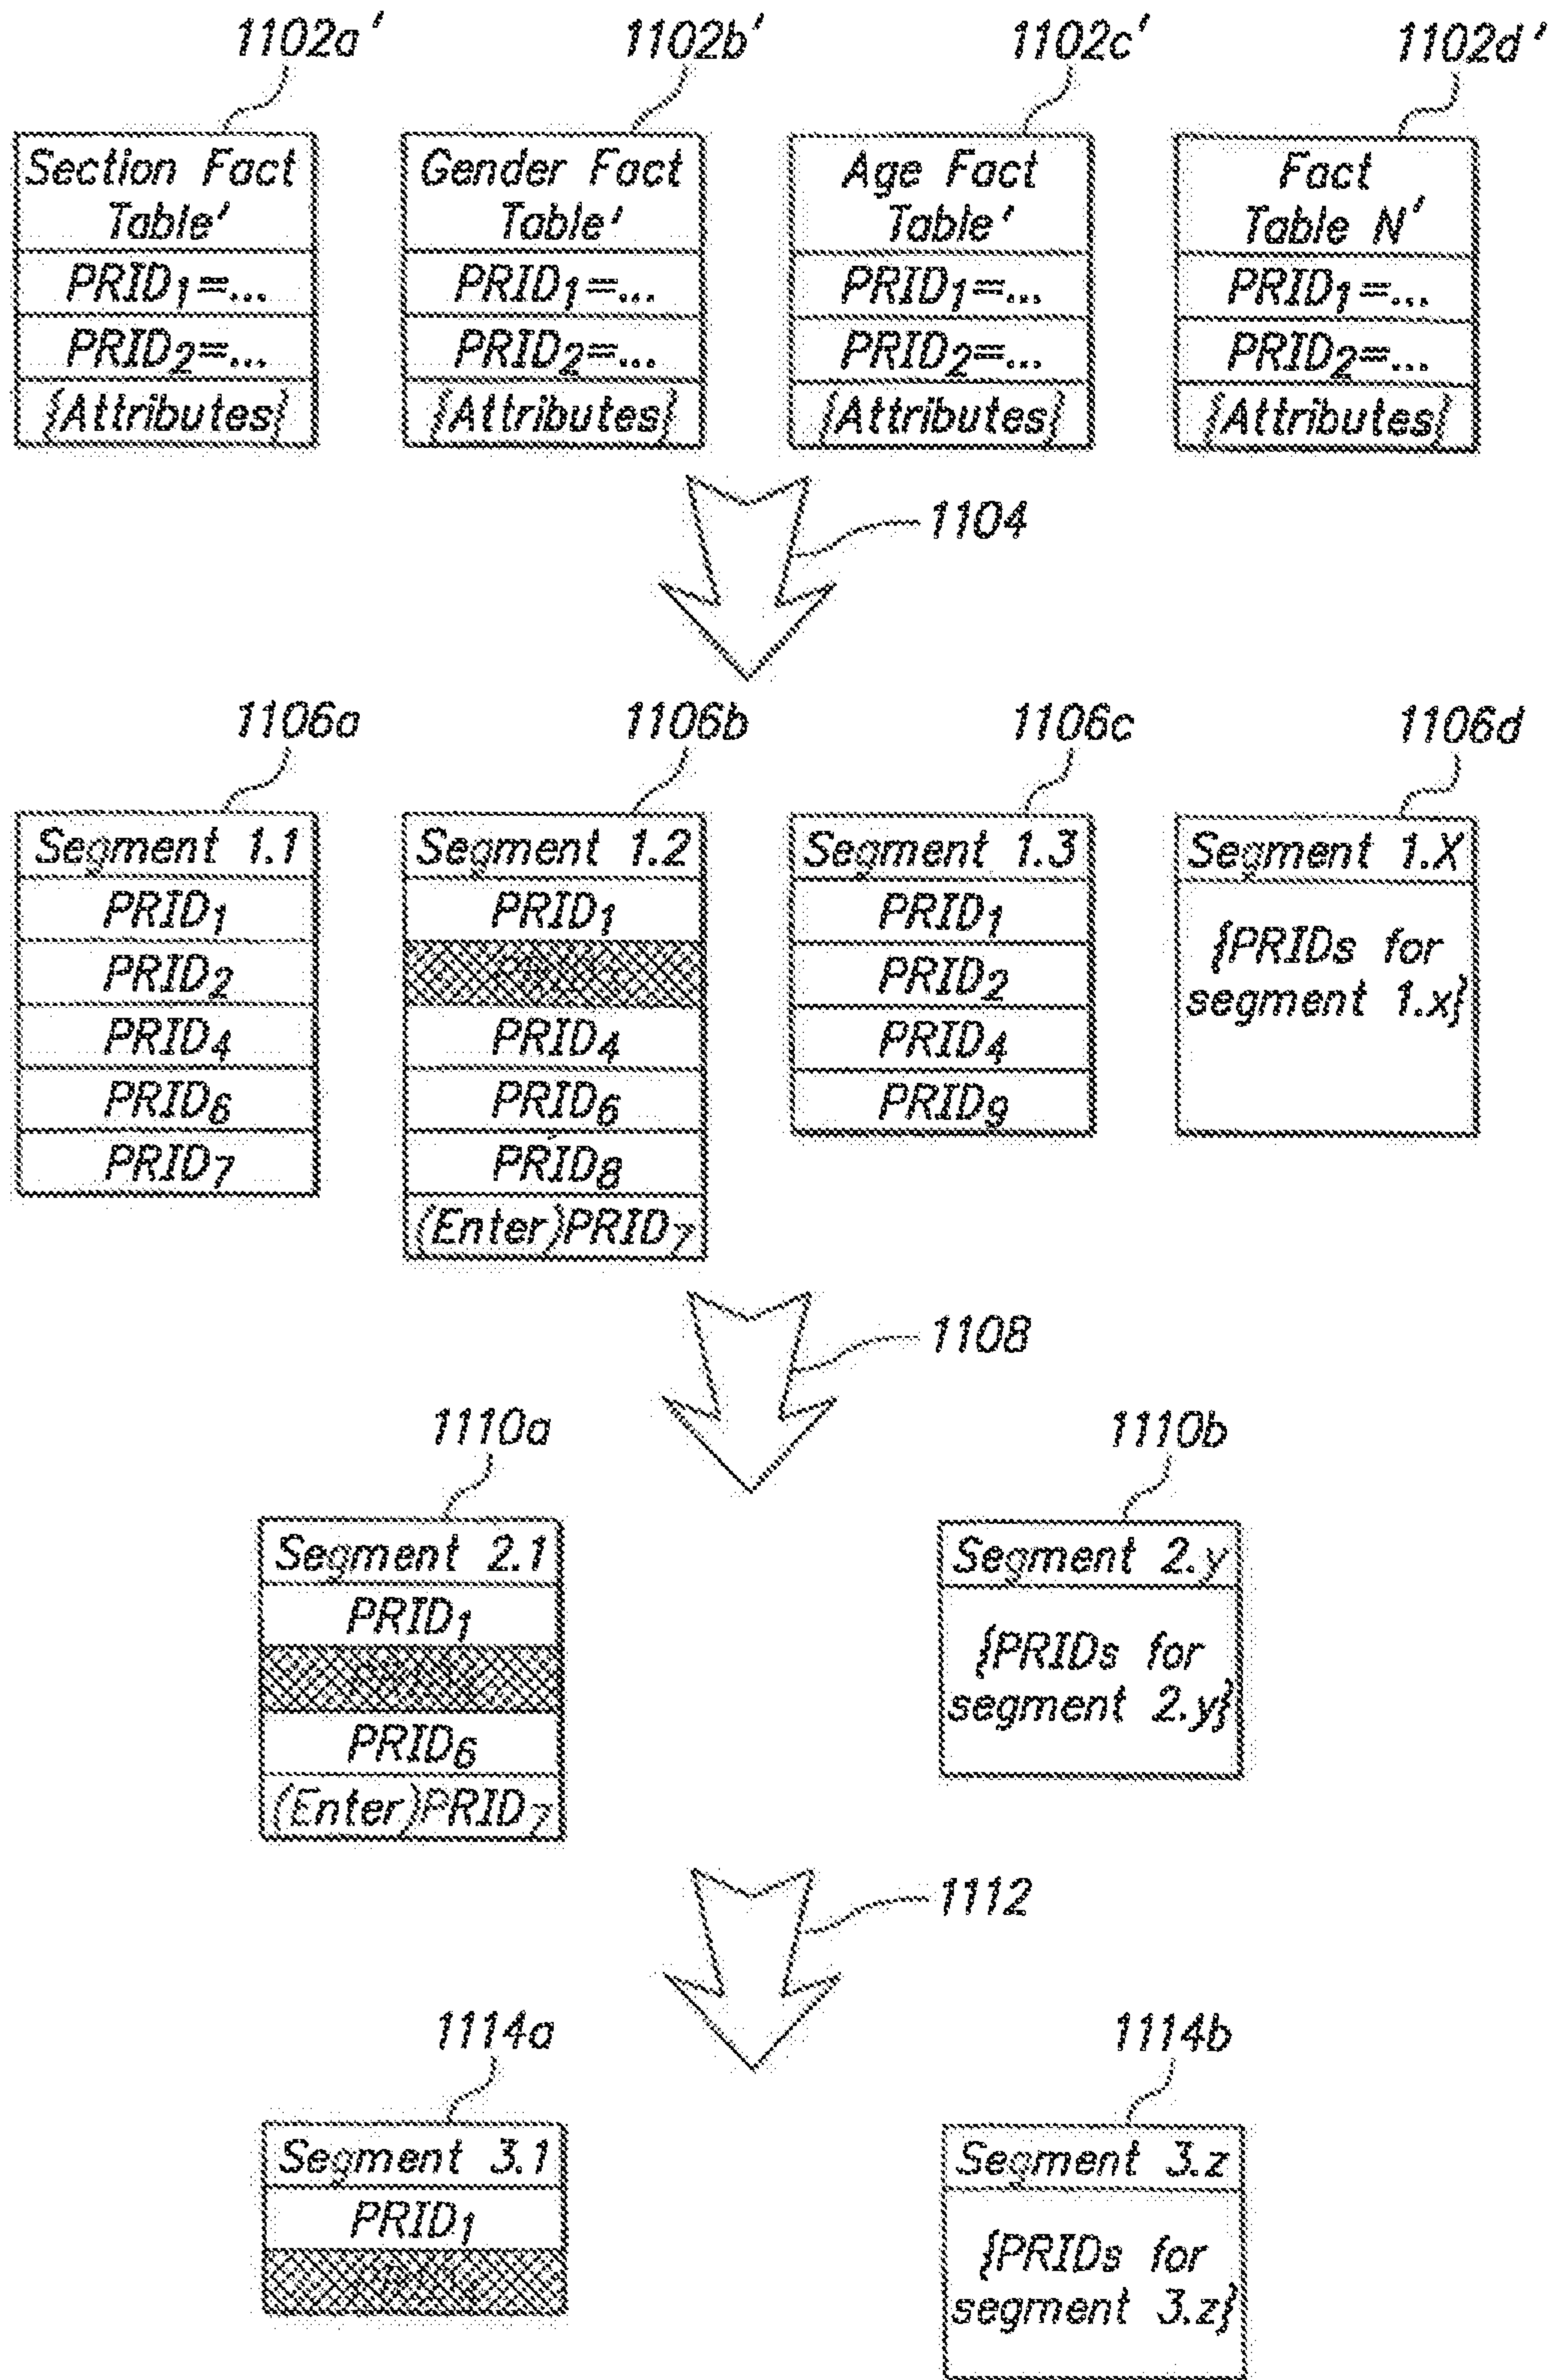 1102a' 1102b' 1102c' 1102d'
Section Fact Table'
PRID1=...
PRID2=...
{Attributes}
Gender Fact Table'
PRID1=...
PRID2=...
{Attributes}
Age Fact Table'
PRID1=...
PRID2=...
{Attributes}
Fact Table N'
PRID1=...
PRID2=...
{Attributes}
1104
1106a 1106b 1106c 1106d
Segment 1.1
PRID1
PRID2
PRID4
PRID6
PRID7
Segment 1.2
PRID1
PRID4
PRID6
PRID8
(Enter)PRID7
Segment 1.3
PRID1
PRID2
PRID4
PRID9
Segment 1.X
{PRIDs for
segment 1.x}
1108
1110a 1110b
Segment 2.1
PRID1
PRID6
(Enter)PRID7
Segment 2.y
{PRIDs for
segment 2.y}
1112
1114a 1114b
Segment 3.1
PRID1
Segment 3.z
{PRIDs for
segment 3.z}